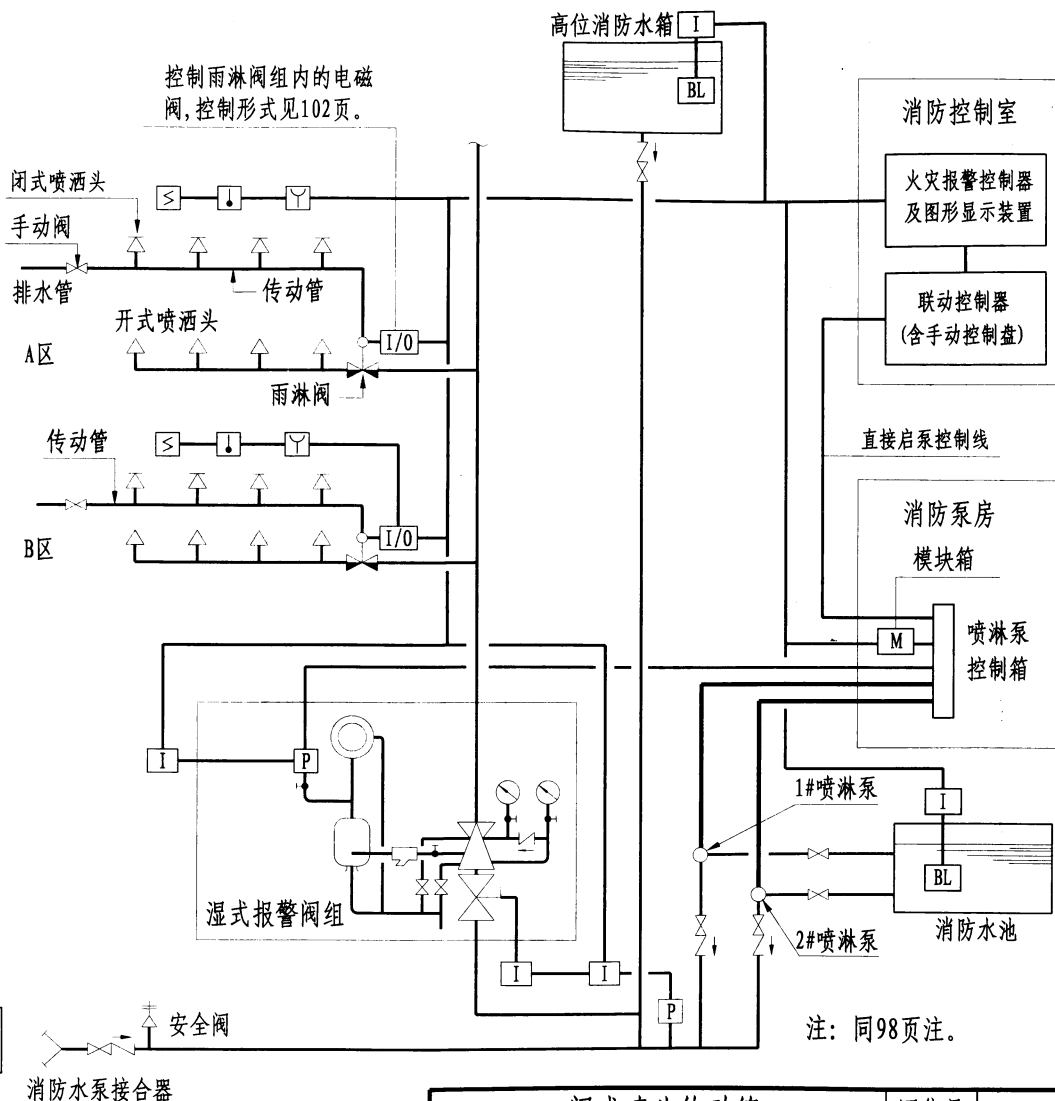 高位消防水箱
I
BL
控制雨淋阀组内的电磁
阀,控制形式见102页。
消防控制室
火灾报警控制器
及图形显示装置
联动控制器
(含手动控制盘)
闭式喷洒头
手动阀
排水管
传动管
开式喷洒头
I/O
A区
雨淋阀
传动管
I/O
B区
直接启泵控制线
消防泵房
模块箱
M
喷淋泵
控制箱
I
P
1#喷淋泵
I
BL
湿式报警阀组
2#喷淋泵
消防水池
I
I
P
安全阀
注: 同98页注。
消防水泵接合器